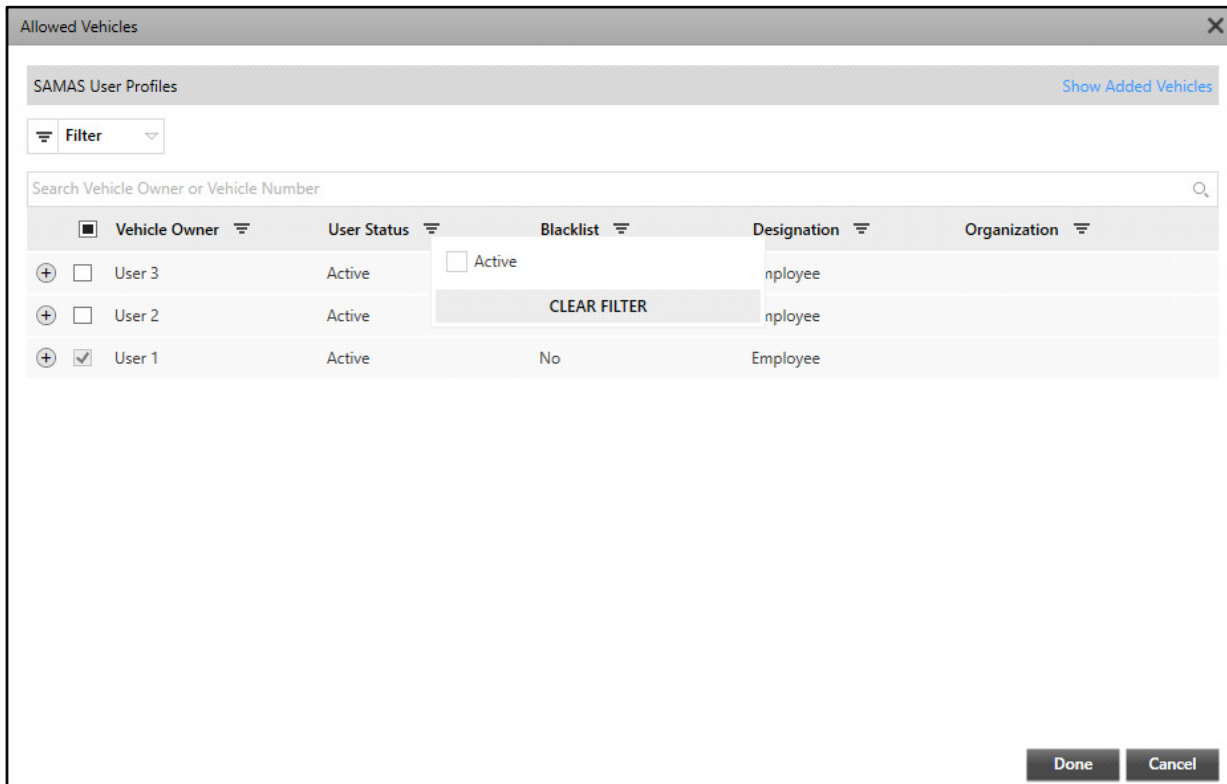 Allowed Vehicles
SAMAS User Profiles Show Added Vehicles
Filter
Search Vehicle Owner or Vehicle Number
Vehicle Owner User Status Blacklist Designation Organization
Active
User 3 Active mployee
CLEAR FILTER
User 2 Active mployee
User 1 Active No Employee
Done Cancel